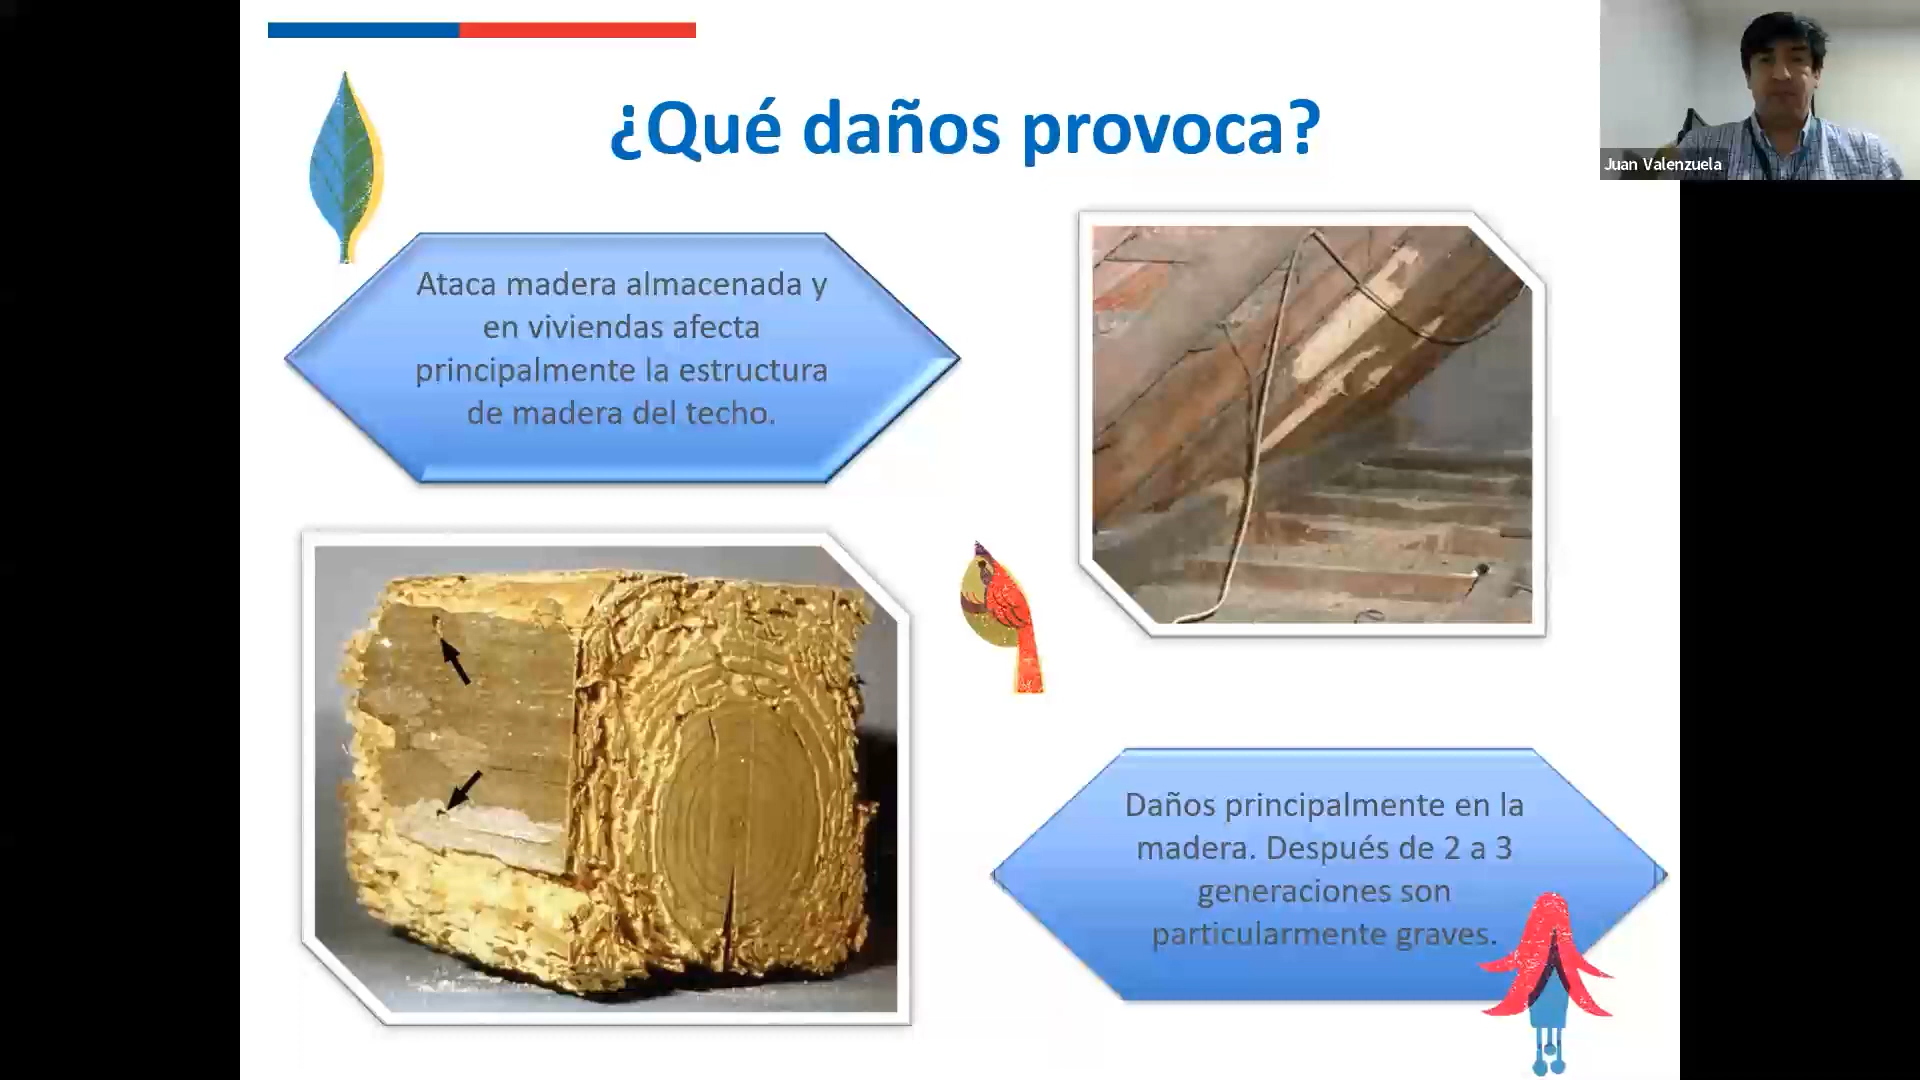 ¿Qué daños provoca?
Juan Valenzuela
Ataca madera almacenada y
en viviendas afecta
principalmente la estructura
de madera del techo.
Daños principalmente en la
madera. Después de 2 a 3
generaciones son
particularmente graves.